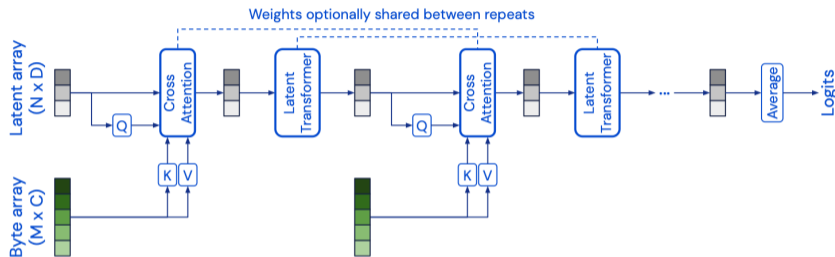 Weights optionally shared between repeats
Latent array
(N x D)
Q
Cross
Attention
Latent
Transformer
Q
Cross
Attention
Latent
Transformer
...
Average
Logits
K V
K V
Byte array
(M x C)